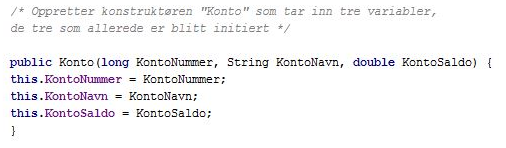 /* Oppretter konstruktøren "Konto" som tar inn tre variabler,
de tre som allerede er blitt initiert */
public Konto(long KontoNummer, String KontoNavn, double KontoSaldo) {
this.KontoNummer = KontoNummer;
this.KontoNavn = KontoNavn;
this.KontoSaldo = KontoSaldo;
}